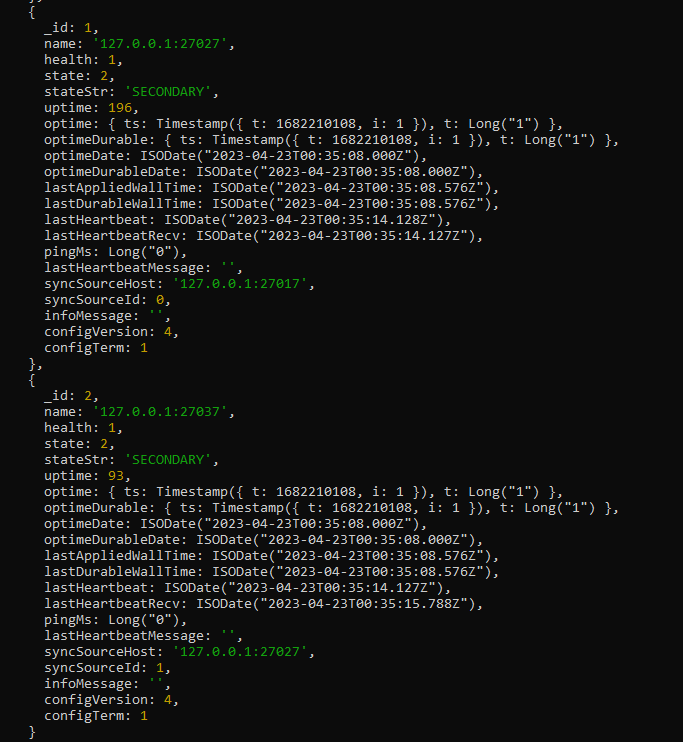 },
{
_id: 1,
name: '127.0.0.1:27027',
health: 1,
state: 2,
stateStr: 'SECONDARY',
uptime: 196,
optime: { ts: Timestamp({ t: 1682210108, i: 1 }), t: Long("1") },
optimeDurable: { ts: Timestamp({ t: 1682210108, i: 1 }), t: Long("1") },
optimeDate: ISODate("2023-04-23T00:35:08.000Z"),
optimeDurableDate: ISODate("2023-04-23T00:35:08.000Z"),
lastAppliedWallTime: ISODate("2023-04-23T00:35:08.576Z"),
lastDurableWallTime: ISODate("2023-04-23T00:35:08.576Z"),
lastHeartbeat: ISODate("2023-04-23T00:35:14.128Z"),
lastHeartbeatRecv: ISODate("2023-04-23T00:35:14.127Z"),
pingMs: Long("0"),
lastHeartbeatMessage: '',
syncSourceHost: '127.0.0.1:27017',
syncSourceId: 0,
infoMessage: '',
configVersion: 4,
configTerm: 1
},
{
_id: 2,
name: '127.0.0.1:27037',
health: 1,
state: 2,
stateStr: 'SECONDARY',
uptime: 93,
optime: { ts: Timestamp({ t: 1682210108, i: 1 }), t: Long("1") },
optimeDurable: { ts: Timestamp({ t: 1682210108, i: 1 }), t: Long("1") },
optimeDate: ISODate("2023-04-23T00:35:08.000Z"),
optimeDurableDate: ISODate("2023-04-23T00:35:08.000Z"),
lastAppliedWallTime: ISODate("2023-04-23T00:35:08.576Z"),
lastDurableWallTime: ISODate("2023-04-23T00:35:08.576Z"),
lastHeartbeat: ISODate("2023-04-23T00:35:14.127Z"),
lastHeartbeatRecv: ISODate("2023-04-23T00:35:15.788Z"),
pingMs: Long("0"),
lastHeartbeatMessage: '',
syncSourceHost: '127.0.0.1:27027',
syncSourceId: 1,
infoMessage: '',
configVersion: 4,
configTerm: 1
}